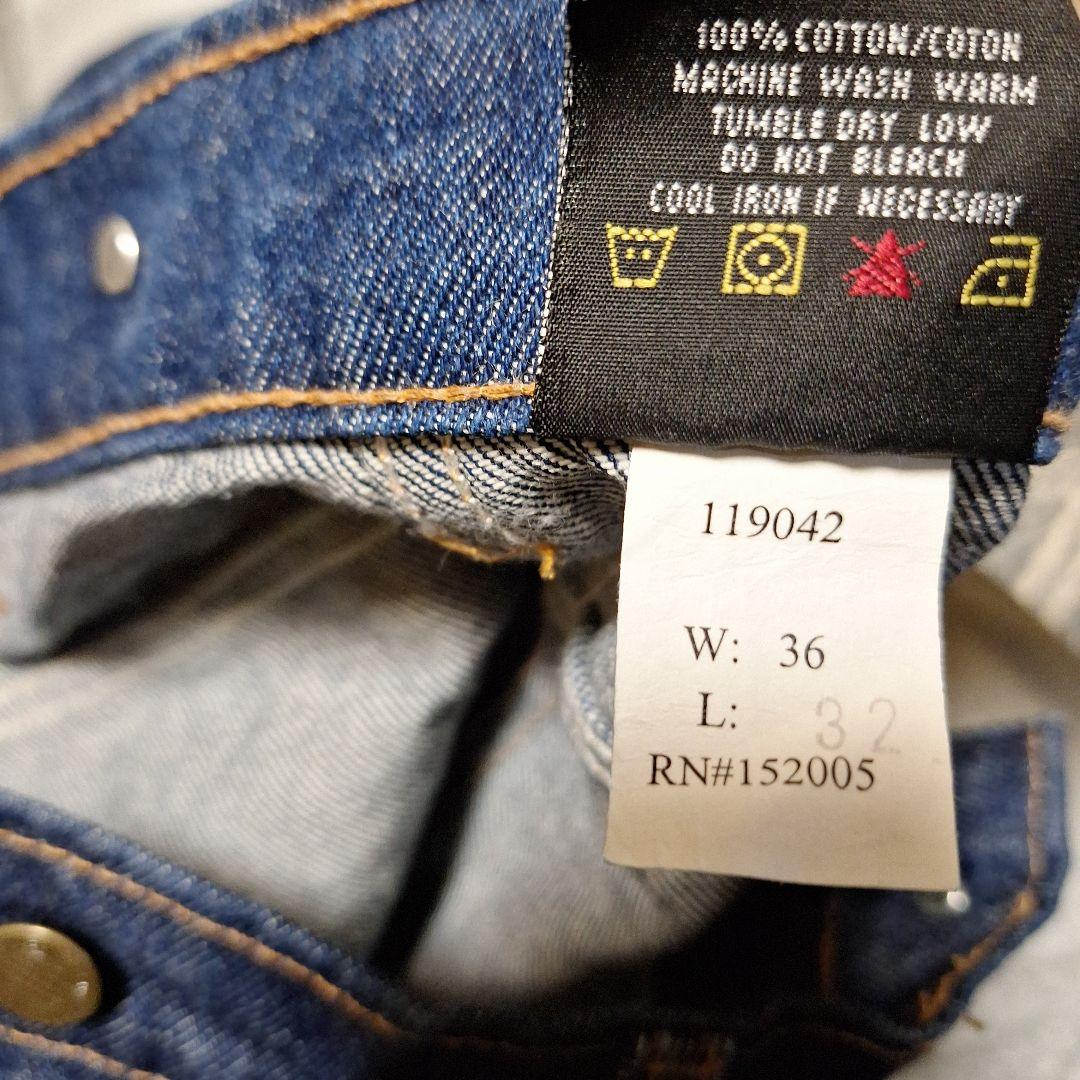 100% COTTON/COTON
MACHINE WASH WARM
TUMBLE DRY LOW
DO NOT BLEACH
COOL IRON IF NECESSARY
119042
W: 36
L: 32
RN#152005